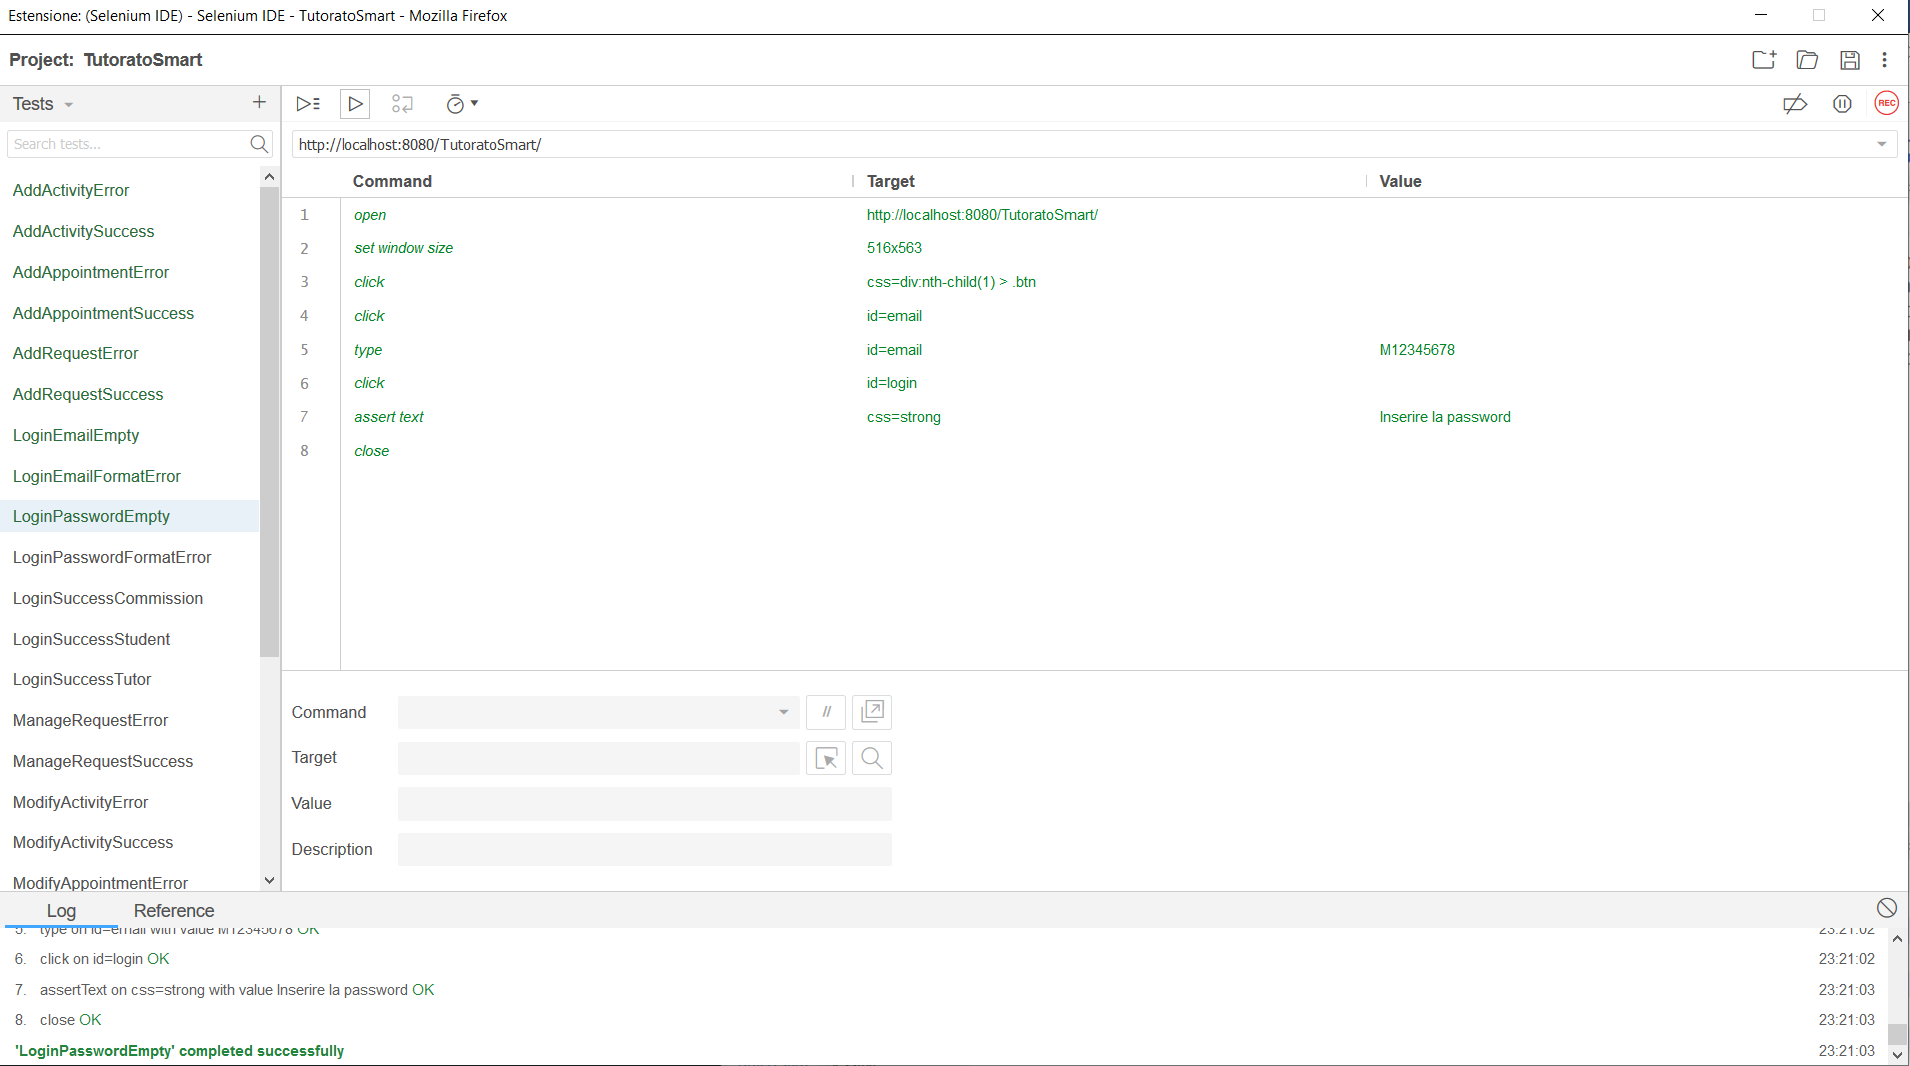 Estensione: (Selenium IDE) - Selenium IDE - TutoratoSmart - Mozilla Firefox
Project: TutoratoSmart
Tests
REC
Search tests...
http://localhost:8080/TutoratoSmart/
Command Target Value
1 open http://localhost:8080/TutoratoSmart/
2 set window size 516x563
3 click css=div:nth-child(1) > .btn
4 click id=email
5 type id=email M12345678
6 click id=login
7 assert text css=strong Inserire la password
8 close
AddActivityError
AddActivitySuccess
AddAppointmentError
AddAppointmentSuccess
AddRequestError
AddRequestSuccess
LoginEmailEmpty
LoginEmailFormatError
LoginPasswordEmpty
LoginPasswordFormatError
LoginSuccessCommission
LoginSuccessStudent
LoginSuccessTutor
ManageRequestError
ManageRequestSuccess
ModifyActivityError
ModifyActivitySuccess
ModifyAppointmentError
Command //
Target
Value
Description
Log Reference
5. type on id=email with value M12345678 OK 23:21:02
6. click on id=login OK 23:21:02
7. assertText on css=strong with value Inserire la password OK 23:21:03
8. close OK 23:21:03
'LoginPasswordEmpty' completed successfully 23:21:03